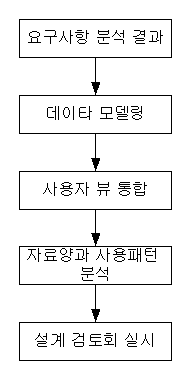 요구사항 분석 결과
데이타 모델링
사용자 뷰 통합
자료양과 사용패턴
분석
설계 검토회 실시